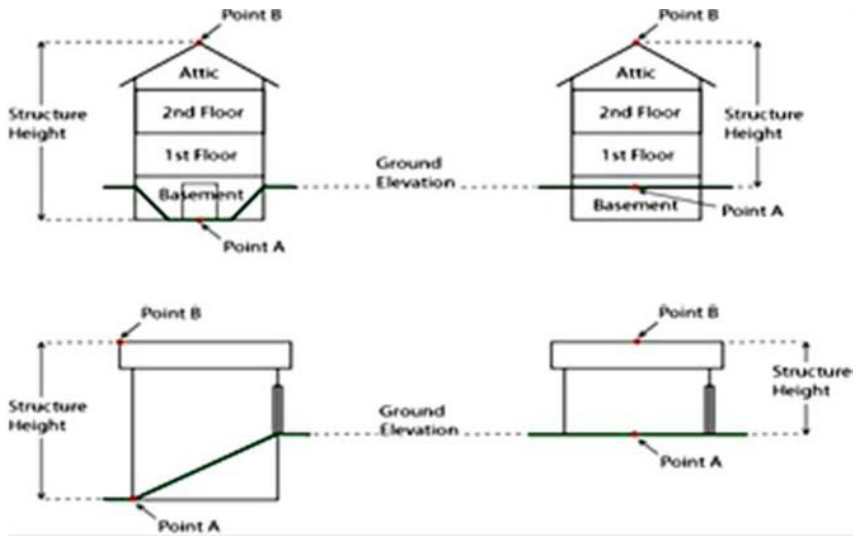 Point B
Attic
2nd Floor
1st Floor
Basement
Structure
Height
Point A
Ground
Elevation
Point B
Attic
2nd Floor
1st Floor
Basement
Structure
Height
Point A
Point B
Structure
Height
Point A
Ground
Elevation
Point B
Structure
Height
Point A